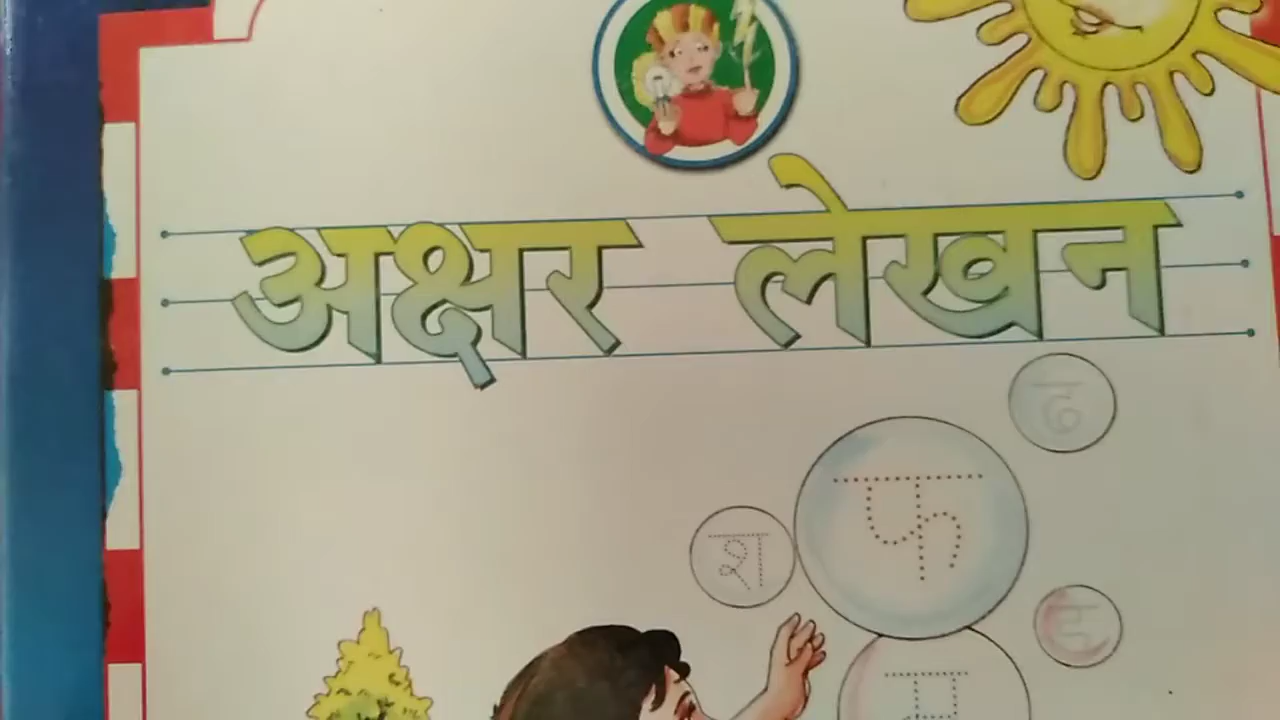 अक्षर लेखन
ढ
फ
श
ह
म